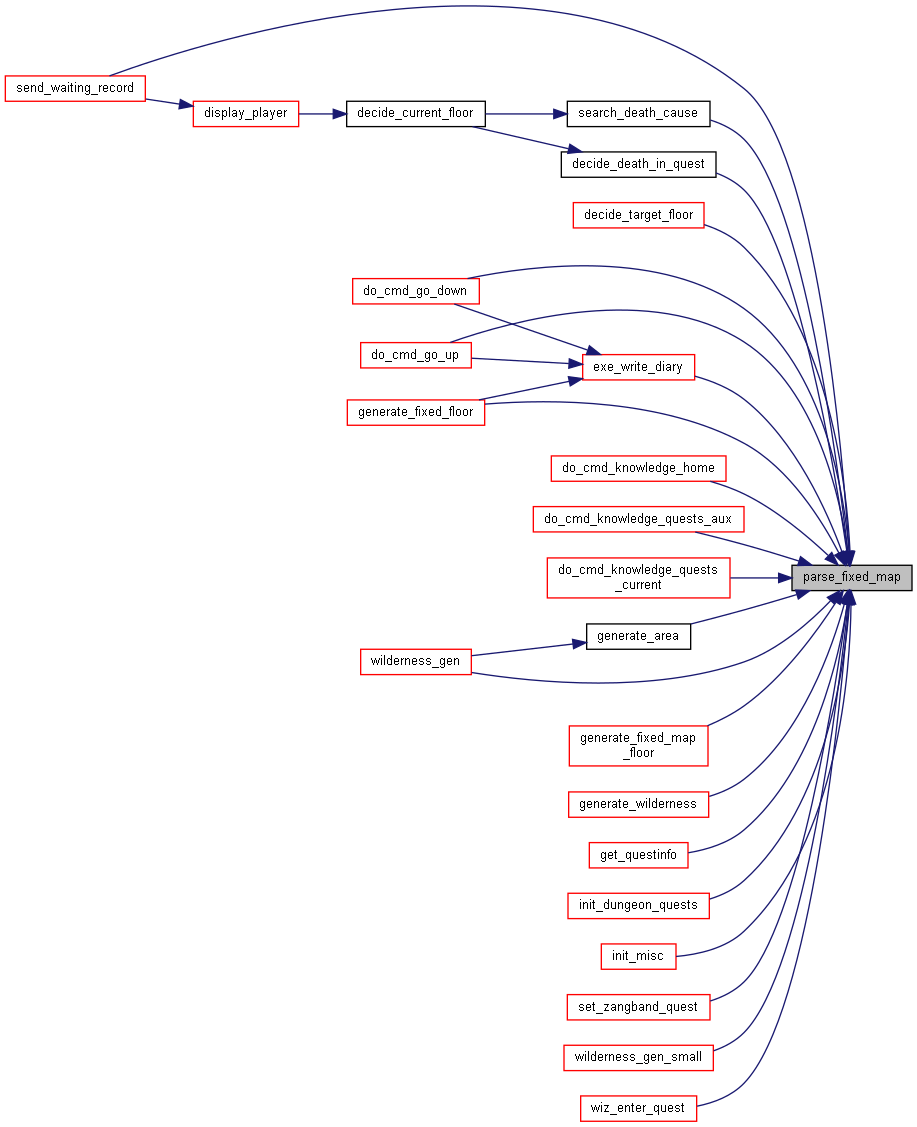 send_waiting_record
display_player
decide_current_floor
search_death_cause
decide_death_in_quest
decide_target_floor
do_cmd_go_down
do_cmd_go_up
exe_write_diary
generate_fixed_floor
do_cmd_knowledge_home
do_cmd_knowledge_quests_aux
do_cmd_knowledge_quests
_current
parse_fixed_map
generate_area
wilderness_gen
generate_fixed_map
_floor
generate_wilderness
get_questinfo
init_dungeon_quests
init_misc
set_zangband_quest
wilderness_gen_small
wiz_enter_quest